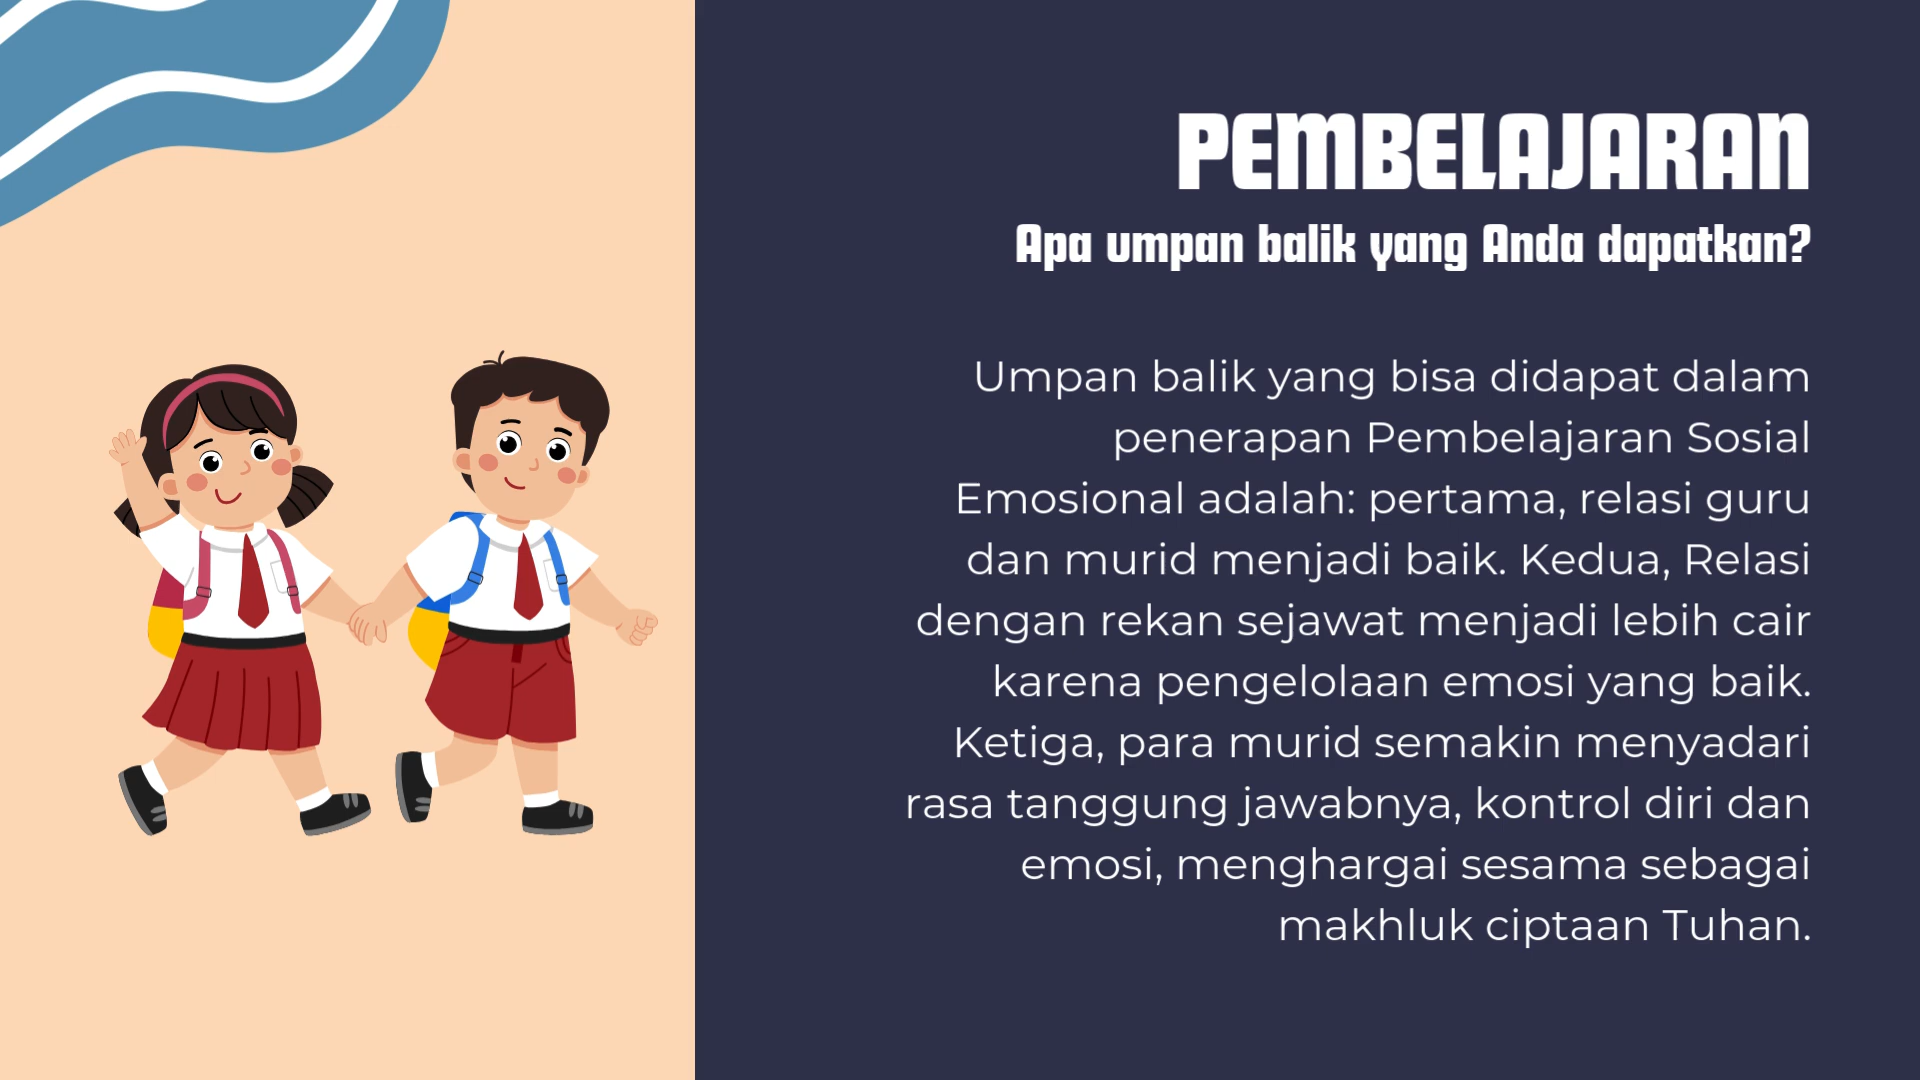 PEMBELAJARAN
Apa umpan balik yang Anda dapatkan?
Umpan balik yang bisa didapat dalam
penerapan Pembelajaran Sosial
Emosional adalah: pertama, relasi guru
dan murid menjadi baik. Kedua, Relasi
dengan rekan sejawat menjadi lebih cair
karena pengelolaan emosi yang baik.
Ketiga, para murid semakin menyadari
rasa tanggung jawabnya, kontrol diri dan
emosi, menghargai sesama sebagai
makhluk ciptaan Tuhan.